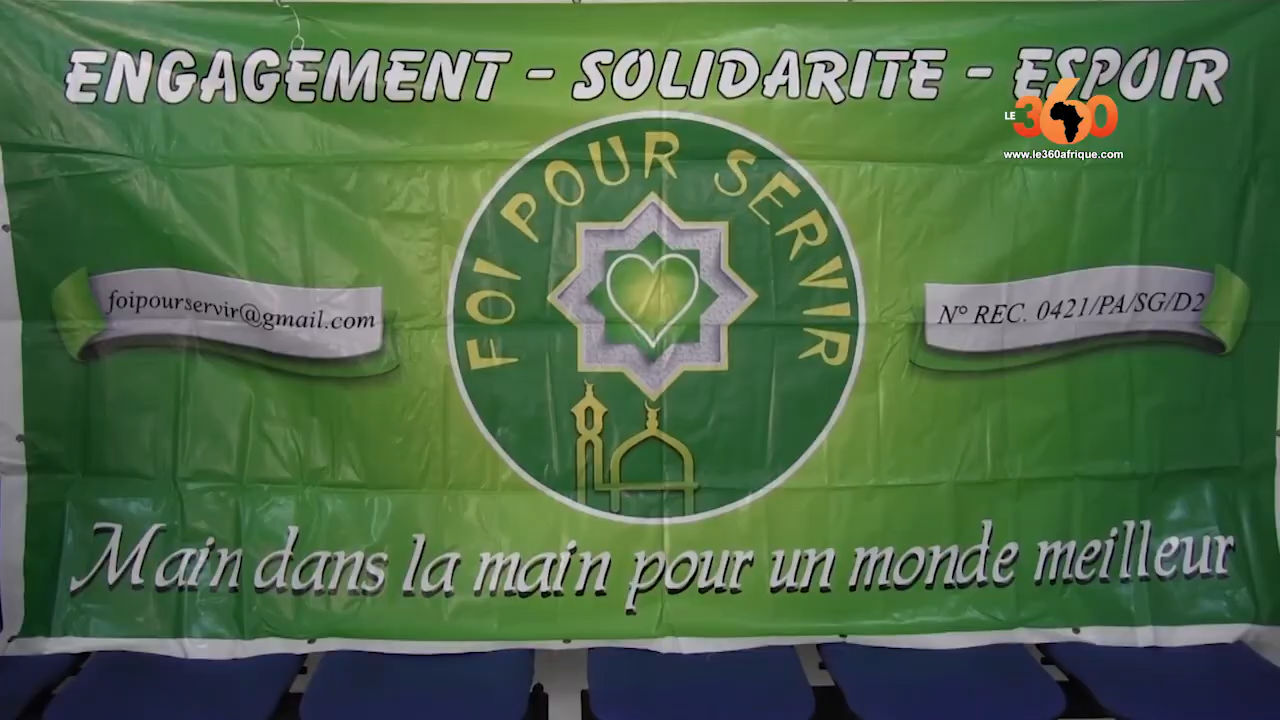 ENGAGEMENT - SOLIDARITE - ESPOIR
LE 360
www.le360afrique.com
FOI POUR SERVIR
foipourservir@gmail.com
N° REC. 0421/PA/SG/D2
Main dans la main pour un monde meilleur